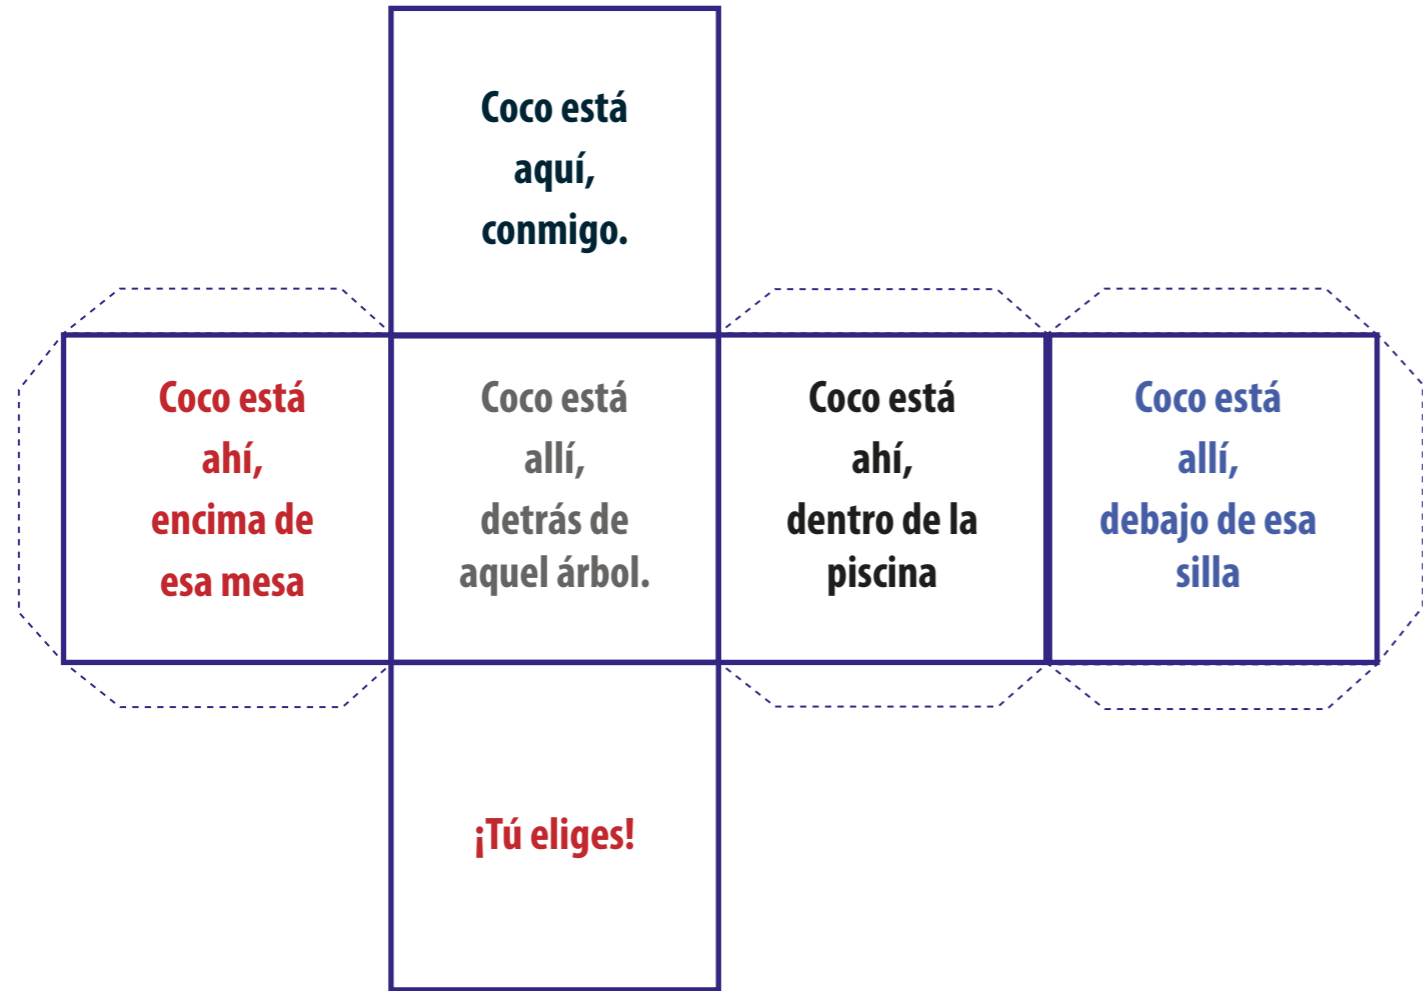 Coco está
aquí,
conmigo.
Coco está
ahí,
encima de
esa mesa
Coco está
allí,
detrás de
aquel árbol.
Coco está
ahí,
dentro de la
piscina
Coco está
allí,
debajo de esa
silla
¡Tú eliges!